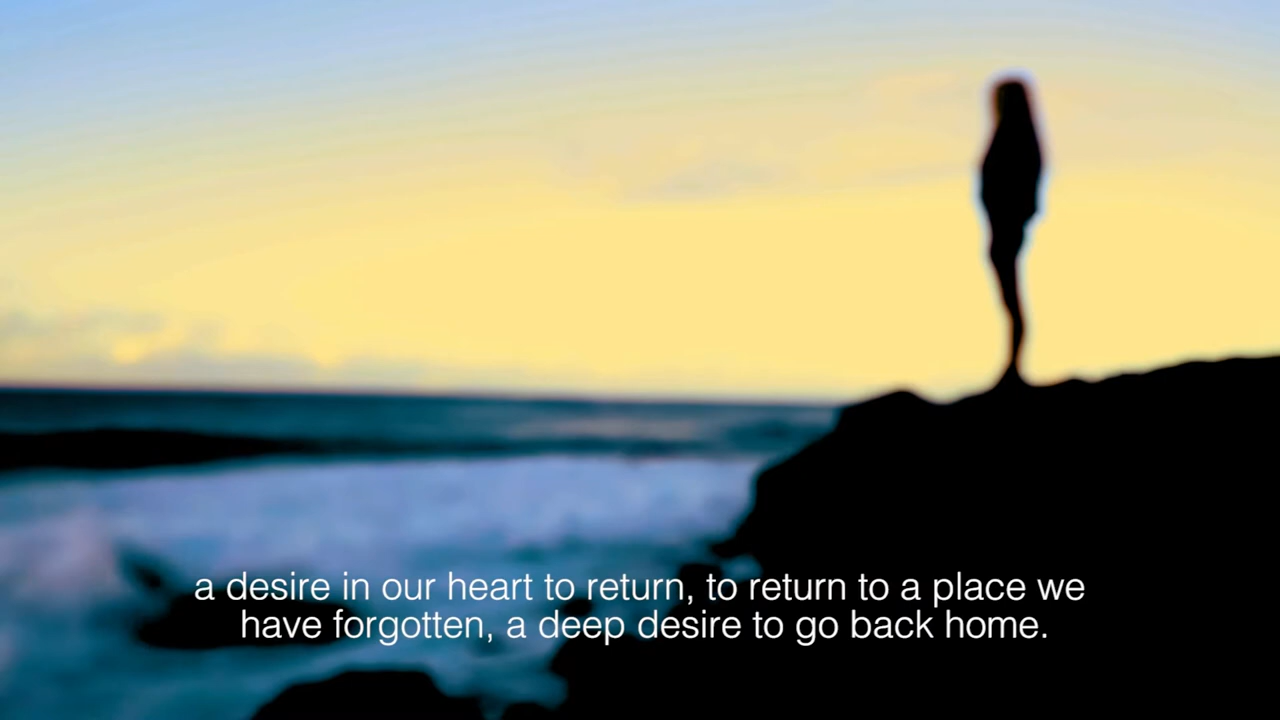 a desire in our heart to return, to return to a place we
have forgotten, a deep desire to go back home.